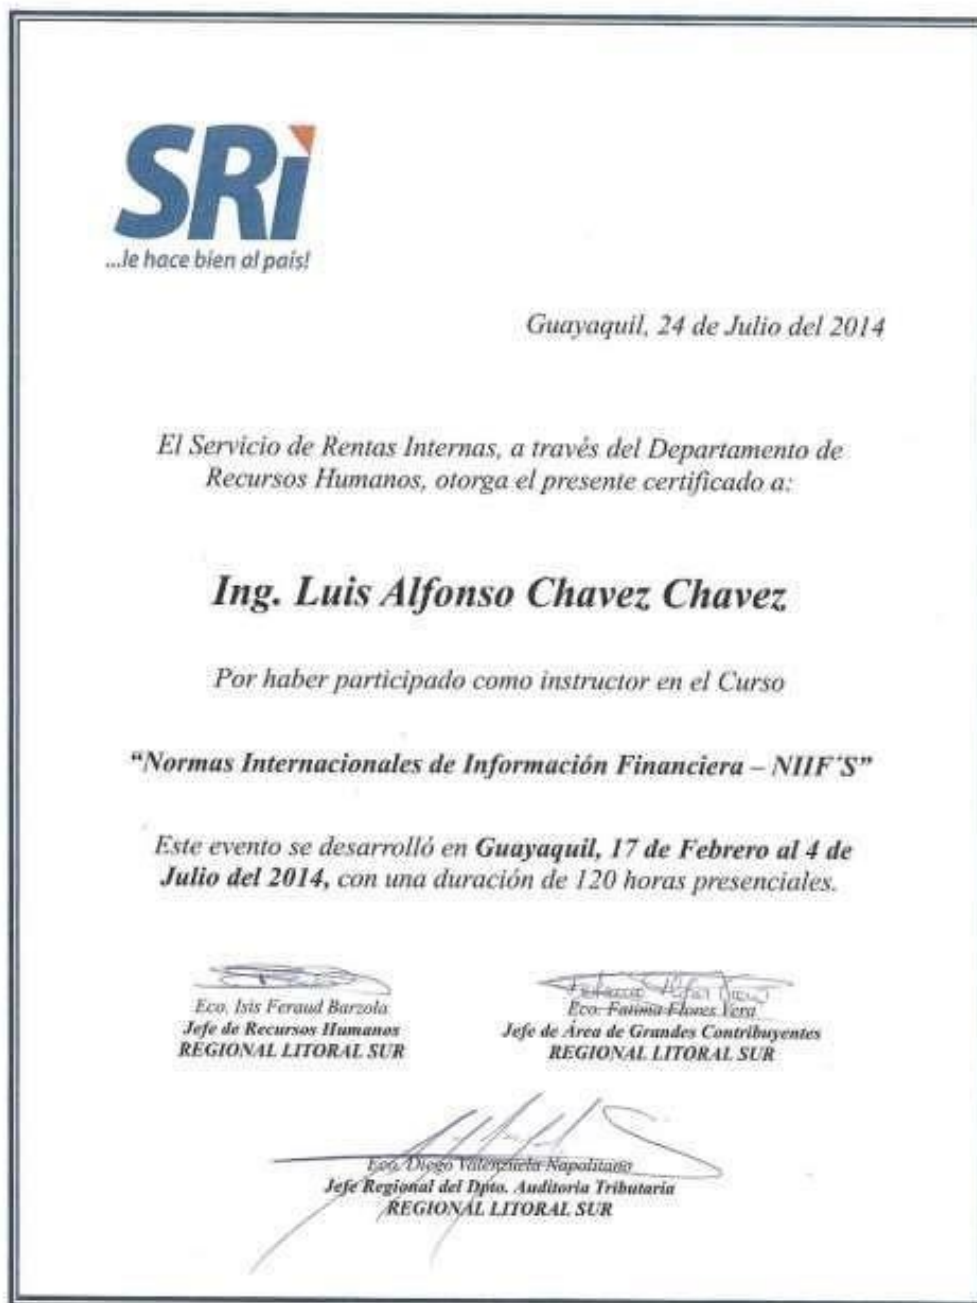 SRi
...le hace bien al país!
Guayaquil, 24 de Julio del 2014
El Servicio de Rentas Internas, a través del Departamento de
Recursos Humanos, otorga el presente certificado a:
Ing. Luis Alfonso Chavez Chavez
Por haber participado como instructor en el Curso
“Normas Internacionales de Información Financiera – NIIF´S”
Este evento se desarrolló en Guayaquil, 17 de Febrero al 4 de
Julio del 2014, con una duración de 120 horas presenciales.
Eco. Isis Feraud Barzola
Jefe de Recursos Humanos
REGIONAL LITORAL SUR
Eco. Fatima Flores Vera
Jefe de Área de Grandes Contribuyentes
REGIONAL LITORAL SUR
Eco. Diego Valenzuela Napolitano
Jefe Regional del Dpto. Auditoria Tributaria
REGIONAL LITORAL SUR